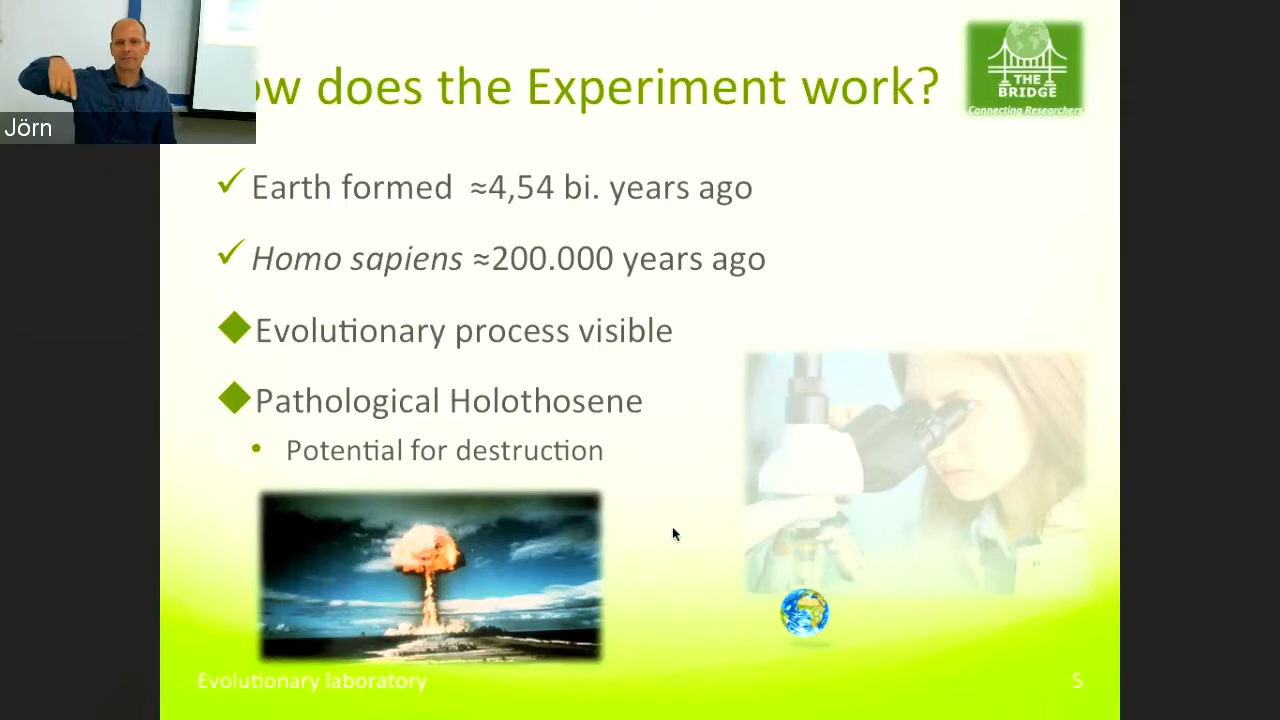 ow does the Experiment work?
THE
BRIDGE
Connecting Researchers
Jörn
Earth formed ≈4,54 bi. years ago
Homo sapiens ≈200.000 years ago
Evolutionary process visible
Pathological Holothosene
Potential for destruction
Evolutionary laboratory
5